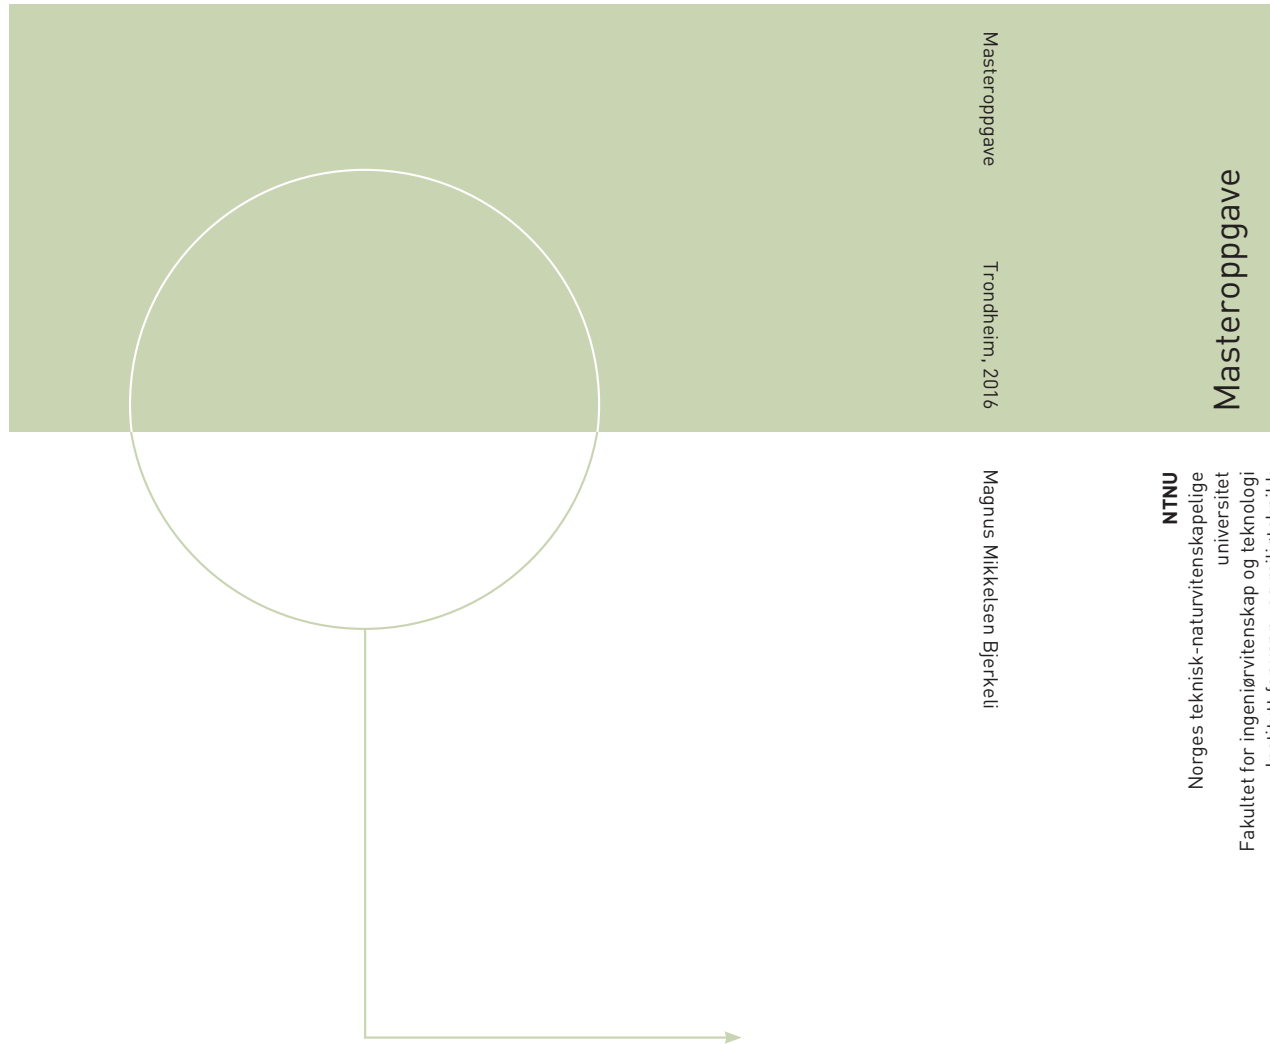 Masteroppgave
Trondheim, 2016
Magnus Mikkelsen Bjerkeli
Masteroppgave
NTNU
Norges teknisk-naturvitenskapelige
universitet
Fakultet for ingeniørvitenskap og teknologi